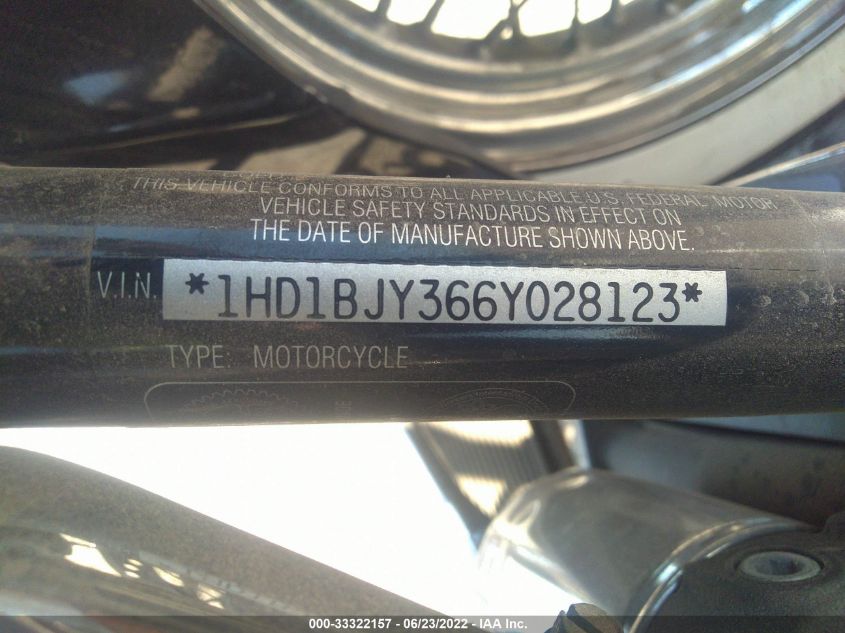 THIS VEHICLE CONFORMS TO ALL APPLICABLE U.S. FEDERAL MOTOR
VEHICLE SAFETY STANDARDS IN EFFECT ON
THE DATE OF MANUFACTURE SHOWN ABOVE.
V.I.N. *1HD1BJY366Y028123*
TYPE: MOTORCYCLE
000-33322157 - 06/23/2022 - IAA Inc.